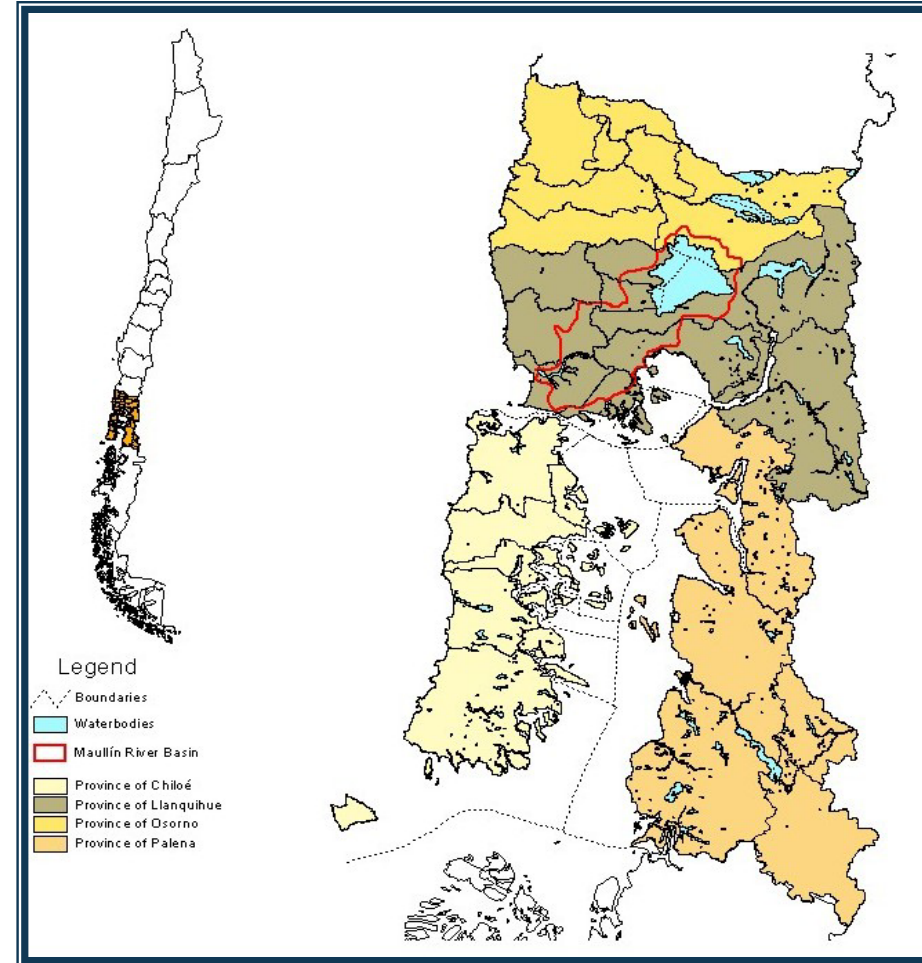 Legend
Boundaries
Waterbodies
Maullín River Basin
Province of Chiloé
Province of Llanquihue
Province of Osorno
Province of Palena